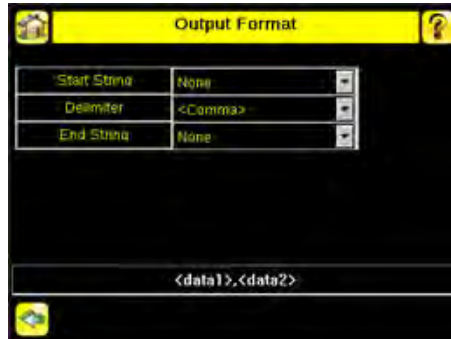 Output Format
?
Start String None
Delimiter <Comma>
End String None
<data1>,<data2>